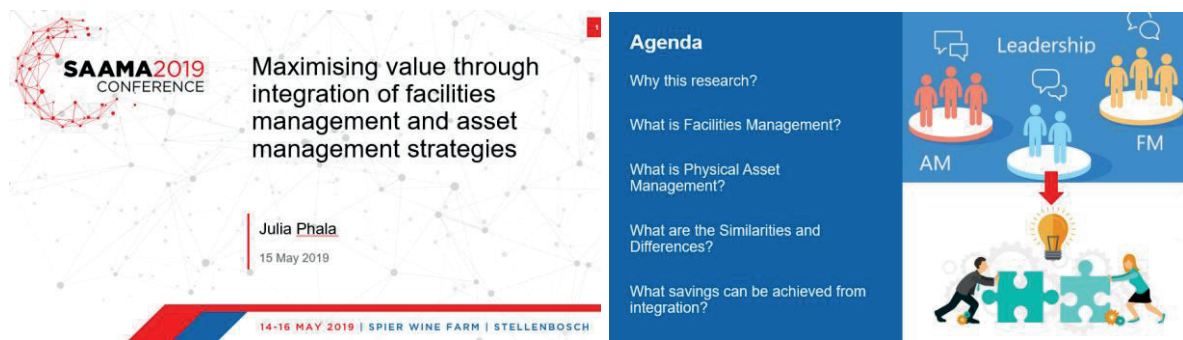 1
SAAMA2019
CONFERENCE
Maximising value through
integration of facilities
management and asset
management strategies
Julia Phala
15 May 2019
14-16 MAY 2019 | SPIER WINE FARM | STELLENBOSCH
Agenda
Why this research?
What is Facilities Management?
What is Physical Asset
Management?
What are the Similarities and
Differences?
What savings can be achieved from
integration?
Leadership
AM
FM